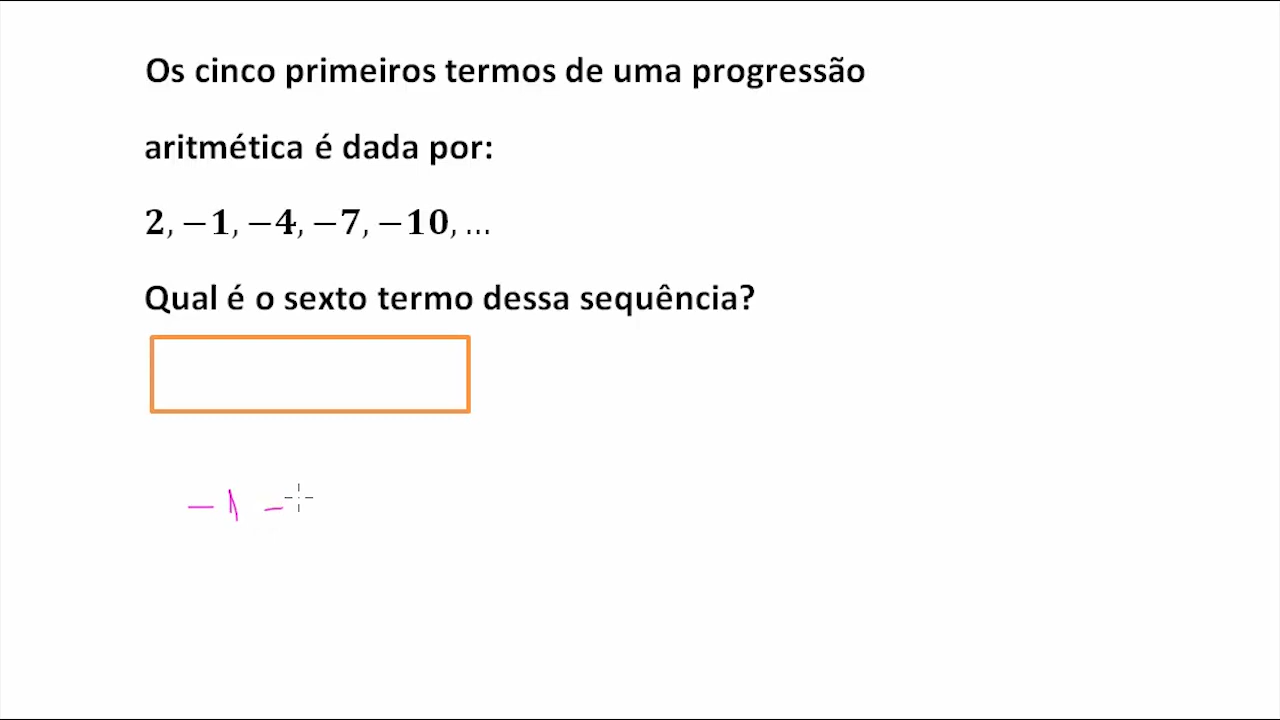 Os cinco primeiros termos de uma progressão
aritmética é dada por:
2, −1, −4, −7, −10, ...
Qual é o sexto termo dessa sequência?
−1 −